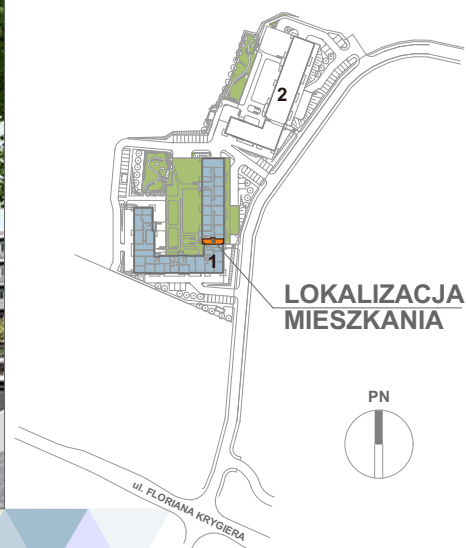 2
1
LOKALIZACJA
MIESZKANIA
PN
ul. FLORIANA KRYGIERA